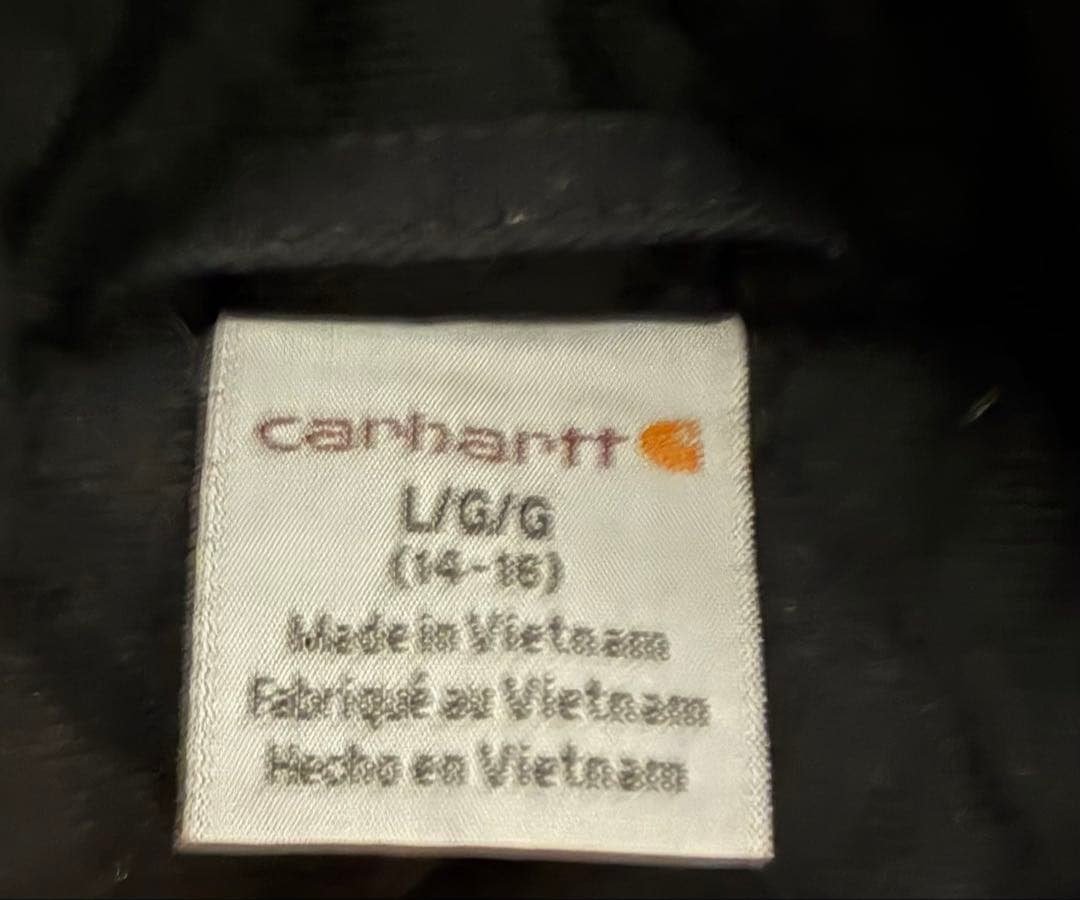 carhartt
L/G/G
(14-16)
Made in Vietnam
Fabriqué au Vietnam
Hecho en Vietnam